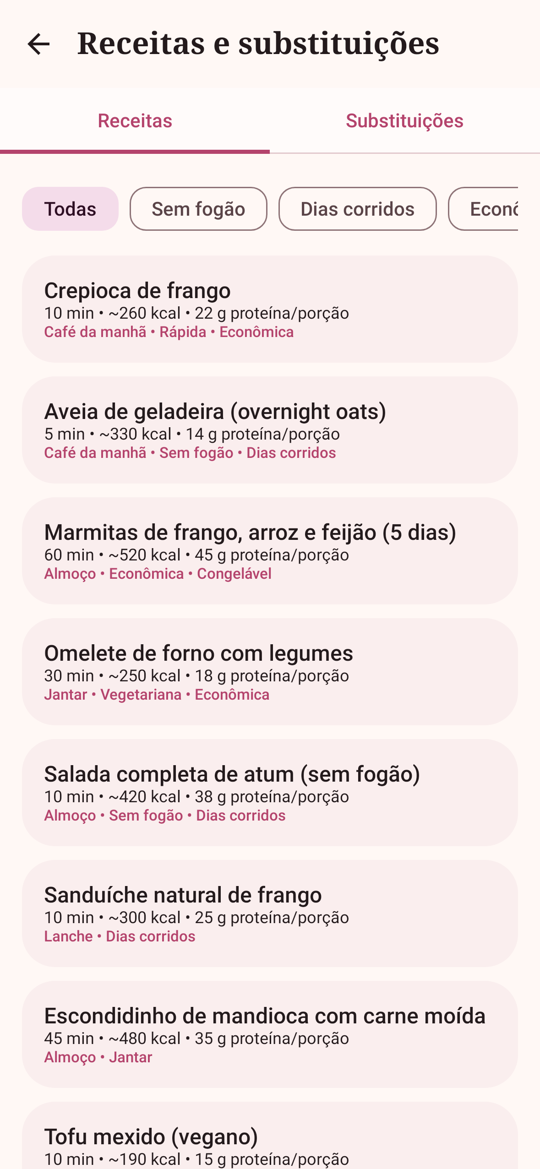 Receitas e substituições
Receitas
Substituições
Todas
Sem fogão
Dias corridos
Econô
Crepioca de frango
10 min • ~260 kcal • 22 g proteína/porção
Café da manhã • Rápida • Econômica
Aveia de geladeira (overnight oats)
5 min • ~330 kcal • 14 g proteína/porção
Café da manhã • Sem fogão • Dias corridos
Marmitas de frango, arroz e feijão (5 dias)
60 min • ~520 kcal • 45 g proteína/porção
Almoço • Econômica • Congelável
Omelete de forno com legumes
30 min • ~250 kcal • 18 g proteína/porção
Jantar • Vegetariana • Econômica
Salada completa de atum (sem fogão)
10 min • ~420 kcal • 38 g proteína/porção
Almoço • Sem fogão • Dias corridos
Sanduíche natural de frango
10 min • ~300 kcal • 25 g proteína/porção
Lanche • Dias corridos
Escondidinho de mandioca com carne moída
45 min • ~480 kcal • 35 g proteína/porção
Almoço • Jantar
Tofu mexido (vegano)
10 min • ~190 kcal • 15 g proteína/porção